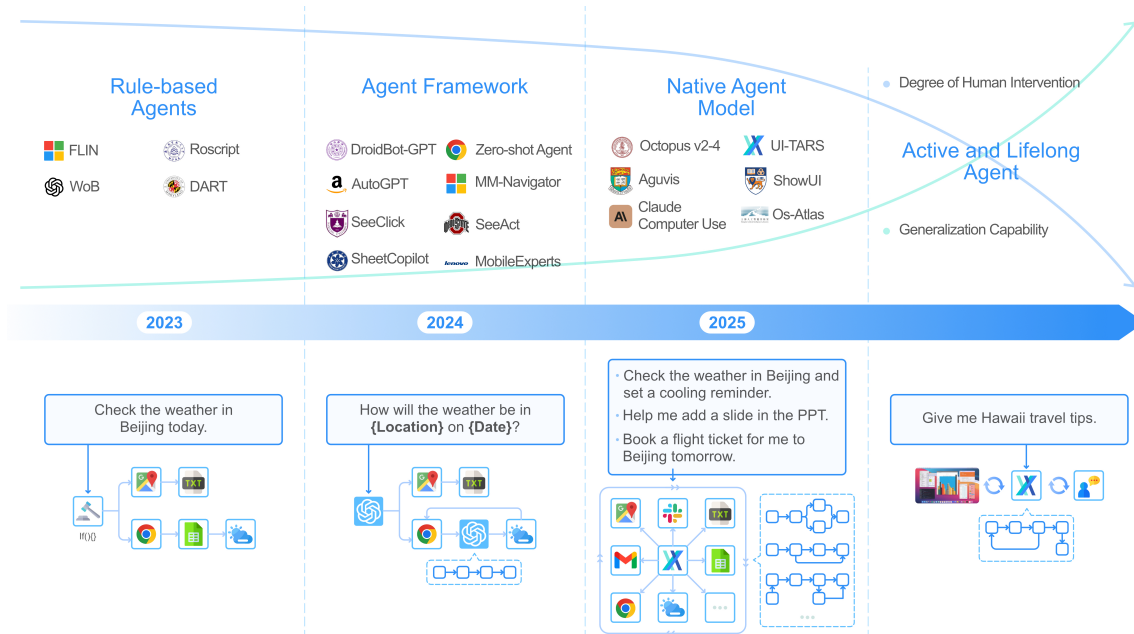 Rule-based
Agents
FLIN
Roscript
WoB
DART
Agent Framework
DroidBot-GPT
Zero-shot Agent
AutoGPT
MM-Navigator
SeeClick
SeeAct
SheetCopilot
lenovo
MobileExperts
Native Agent
Model
Octopus v2-4
UI-TARS
Aguvis
ShowUI
A\
Claude
Computer Use
Os-Atlas
Degree of Human Intervention
Active and Lifelong
Agent
Generalization Capability
2023
2024
2025
Check the weather in
Beijing today.
TXT
If(){}
How will the weather be in
{Location} on {Date}?
TXT
• Check the weather in Beijing and
set a cooling reminder.
• Help me add a slide in the PPT.
• Book a flight ticket for me to
Beijing tomorrow.
TXT
...
...
Give me Hawaii travel tips.